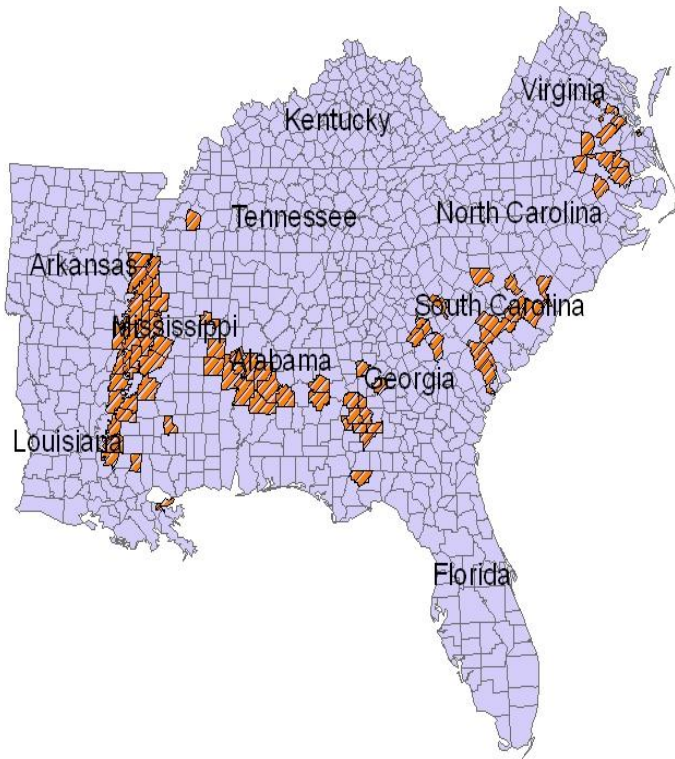 Virginia
Kentucky
Tennessee
North Carolina
Arkansas
South Carolina
Mississippi
Alabama
Georgia
Louisiana
Florida